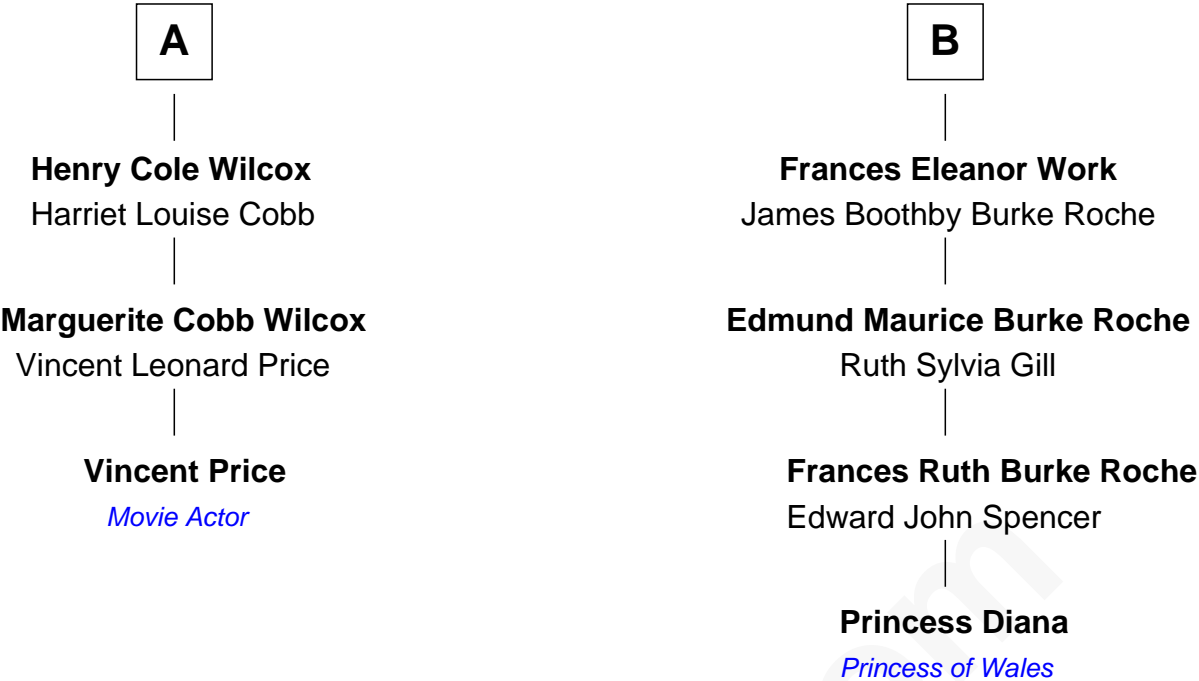 A
Henry Cole Wilcox
Harriet Louise Cobb
Marguerite Cobb Wilcox
Vincent Leonard Price
Vincent Price
Movie Actor
B
Frances Eleanor Work
James Boothby Burke Roche
Edmund Maurice Burke Roche
Ruth Sylvia Gill
Frances Ruth Burke Roche
Edward John Spencer
Princess Diana
Princess of Wales